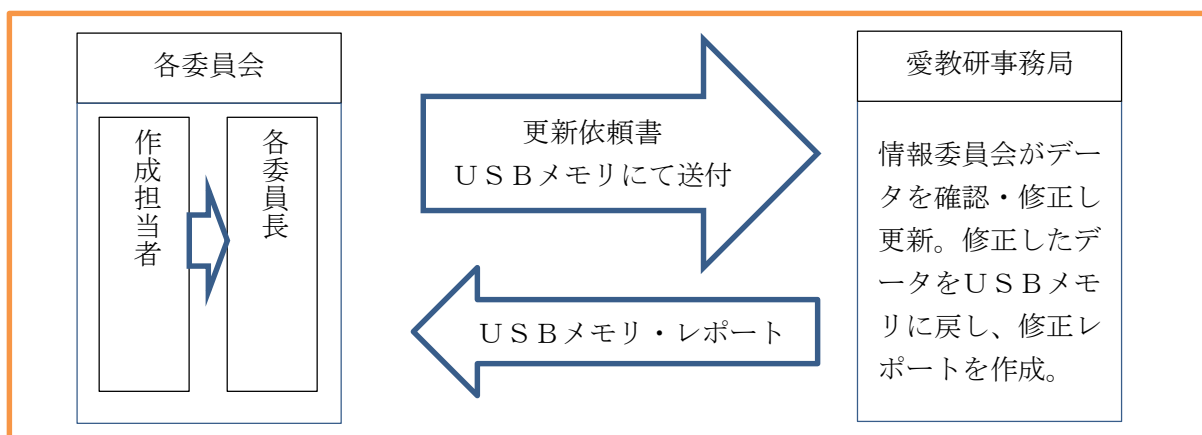 各委員会
作成担当者
各委員長
更新依頼書
ＵＳＢメモリにて送付
ＵＳＢメモリ・レポート
愛教研事務局
情報委員会がデー
タを確認・修正し
更新。修正したデ
ータをＵＳＢメモ
リに戻し、修正レ
ポートを作成。